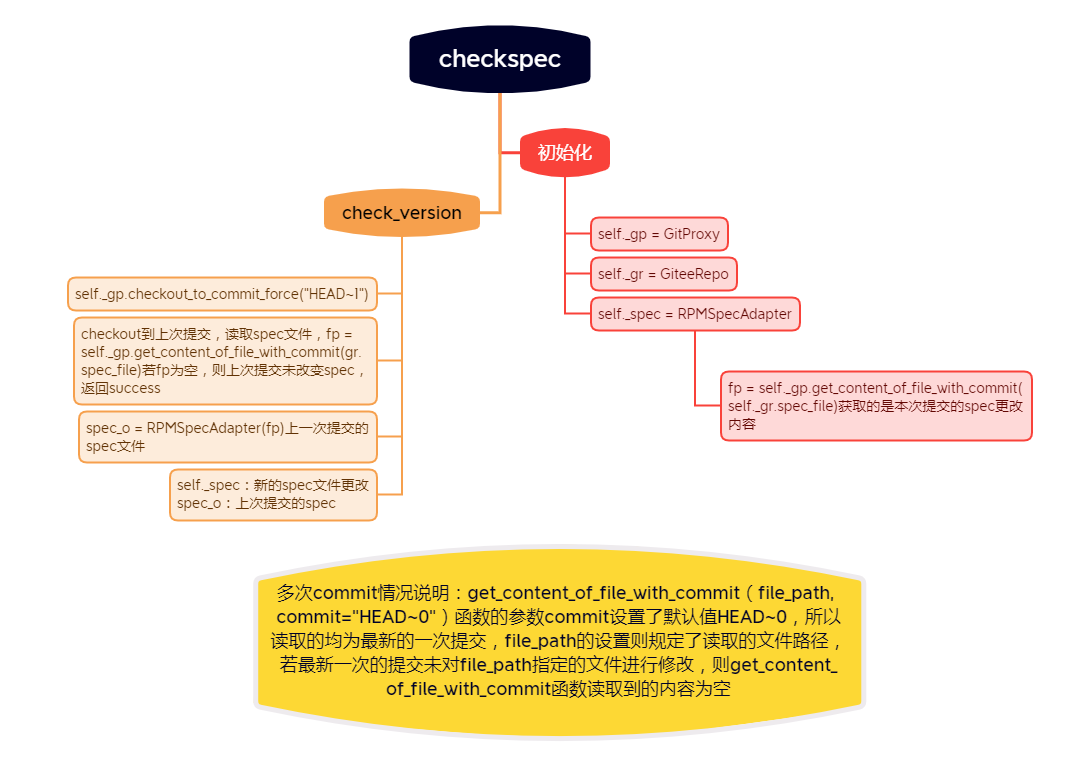 checkspec
初始化
self._gp = GitProxy
self._gr = GiteeRepo
self._spec = RPMSpecAdapter
fp = self._gp.get_content_of_file_with_commit(
self._gr.spec_file)获取的是本次提交的spec更改
内容
check_version
self._gp.checkout_to_commit_force("HEAD~1")
checkout到上次提交，读取spec文件，fp =
self._gp.get_content_of_file_with_commit(gr.
spec_file)若fp为空，则上次提交未改变spec，
返回success
spec_o = RPMSpecAdapter(fp)上一次提交的
spec文件
self._spec：新的spec文件更改
spec_o：上次提交的spec
多次commit情况说明：get_content_of_file_with_commit（file_path,
commit="HEAD~0"）函数的参数commit设置了默认值HEAD~0，所以
读取的均为最新的一次提交，file_path的设置则规定了读取的文件路径，
若最新一次的提交未对file_path指定的文件进行修改，则get_content_
of_file_with_commit函数读取到的内容为空